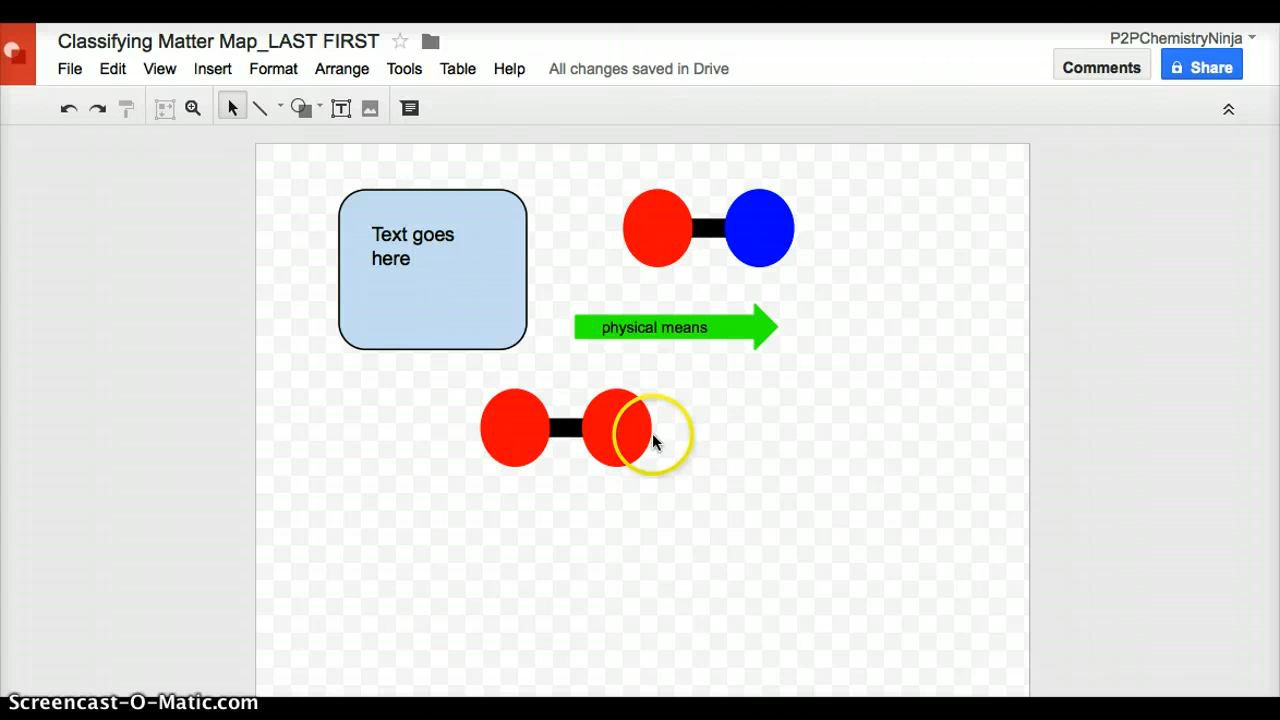 Classifying Matter Map_LAST FIRST
P2PChemistryNinja
File Edit View Insert Format Arrange Tools Table Help All changes saved in Drive
Comments Share
Text goes
here
physical means
Screencast-O-Matic.com